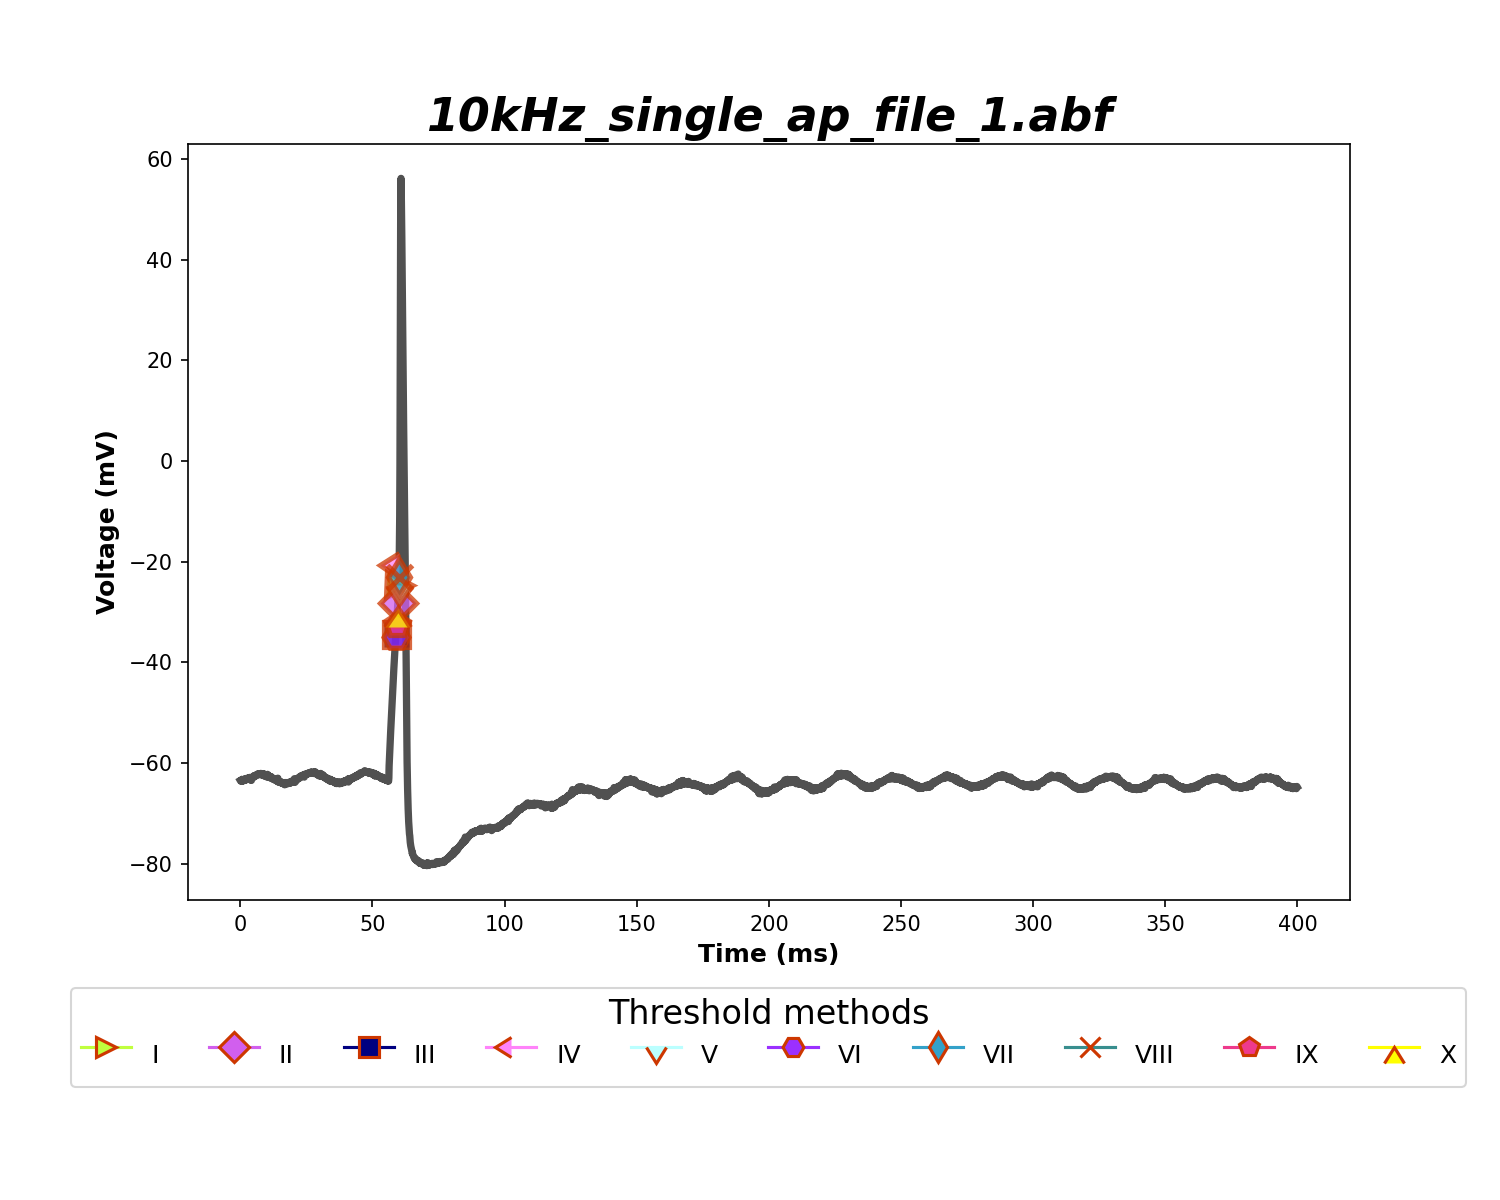 10kHz_single_ap_file_1.abf
60
40
20
0
−20
−40
−60
−80
Voltage (mV)
0 50 100 150 200 250 300 350 400
Time (ms)
Threshold methods
I II III IV V VI VII VIII IX X